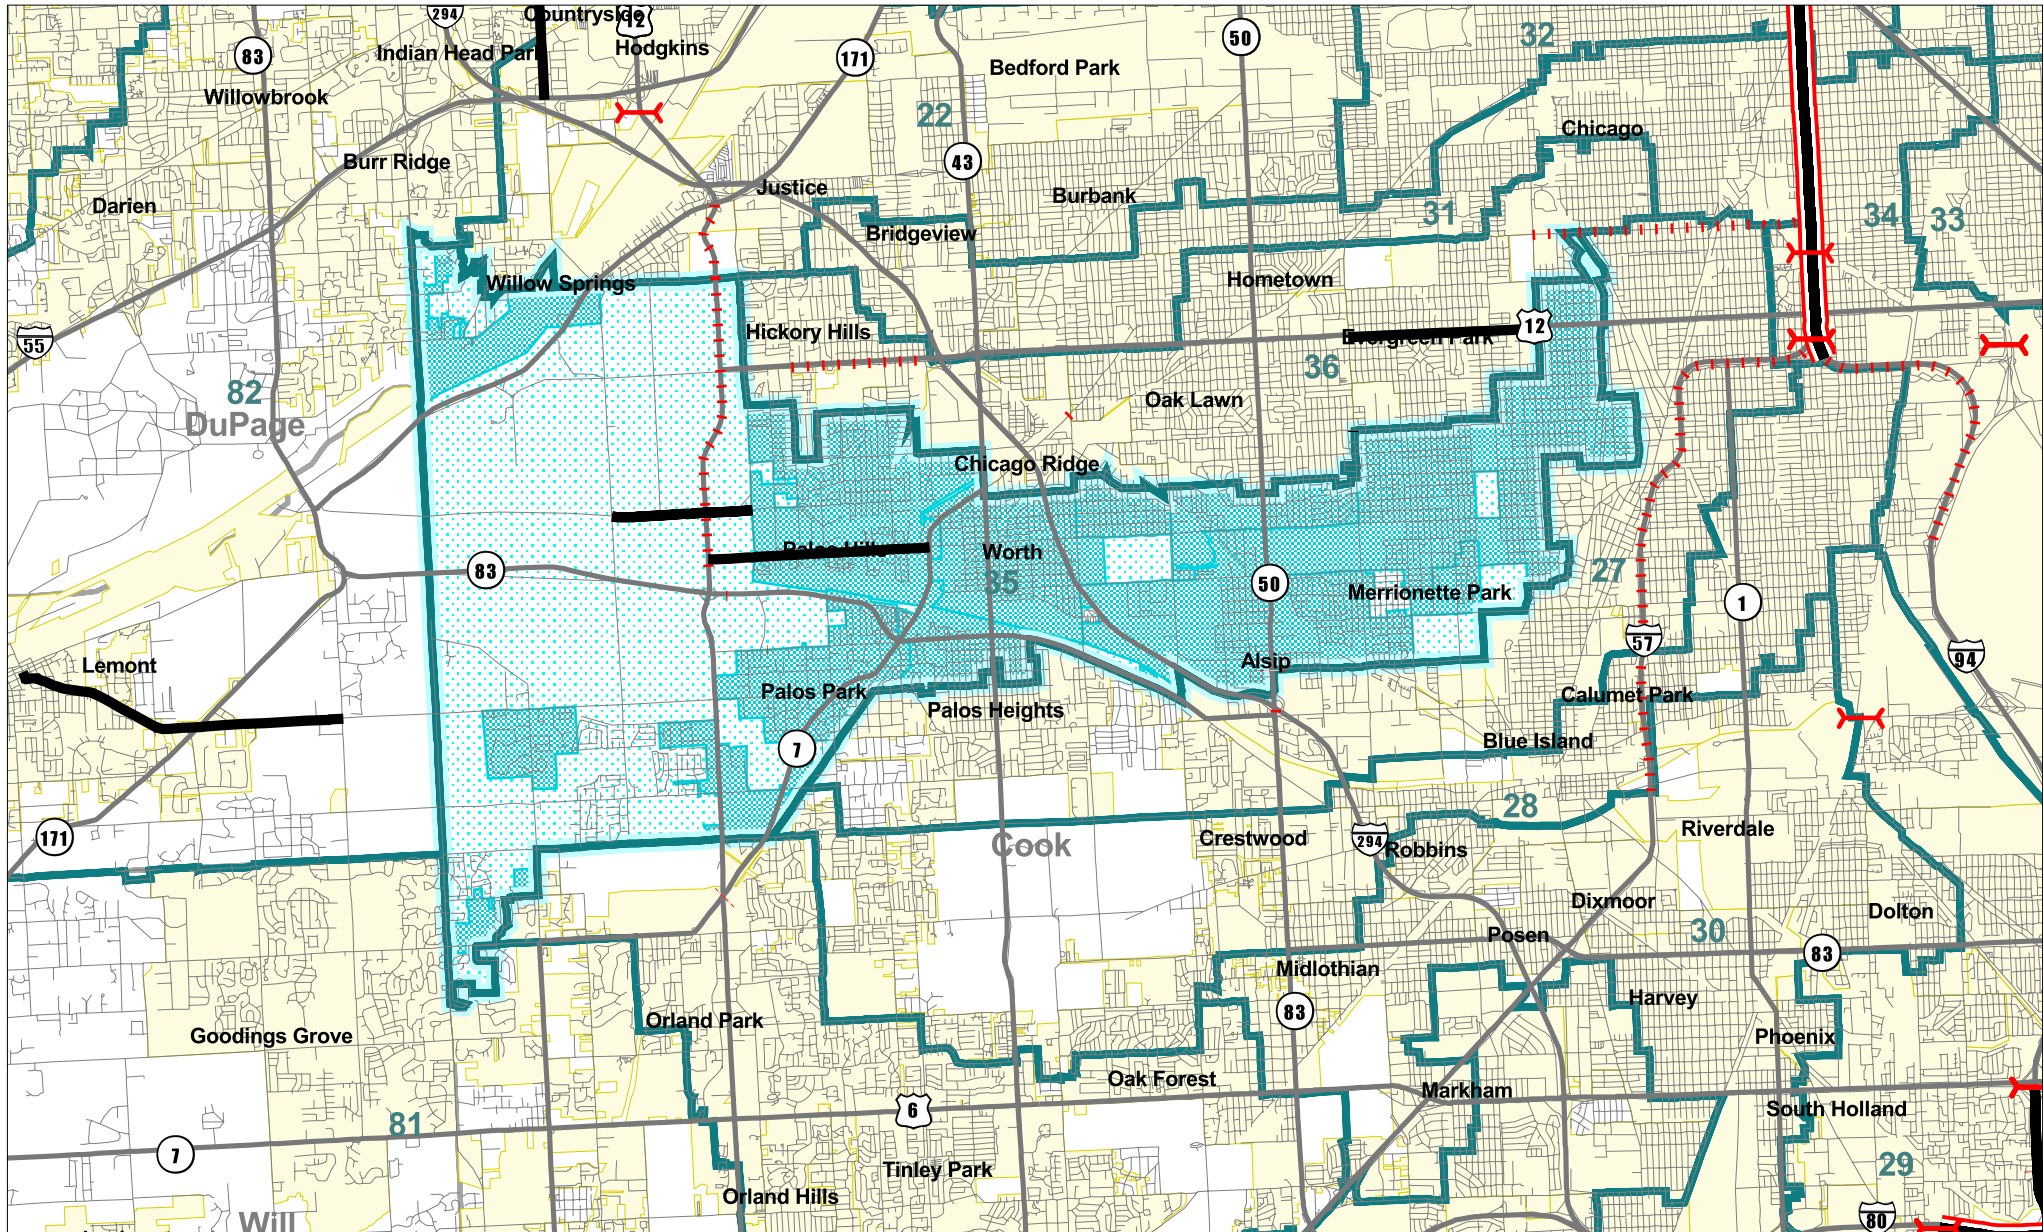 294
Countryside
12
83
Indian Head Park
Hodgkins
171
50
32
Bedford Park
Willowbrook
22
Chicago
Burr Ridge
43
Justice
Burbank
Darien
31
34
33
Bridgeview
Willow Springs
Hometown
55
Hickory Hills
12
Evergreen Park
36
82
DuPage
Oak Lawn
Chicago Ridge
Palos Hills
Worth
83
35
50
27
Merrionette Park
1
57
94
Lemont
Alsip
Palos Park
Calumet Park
Palos Heights
7
Blue Island
28
171
Cook
Crestwood
294
Robbins
Riverdale
Dixmoor
Dolton
Posen
30
83
Midlothian
Harvey
83
Goodings Grove
Orland Park
Phoenix
Oak Forest
Markham
6
South Holland
81
7
Tinley Park
29
Orland Hills
Will
80